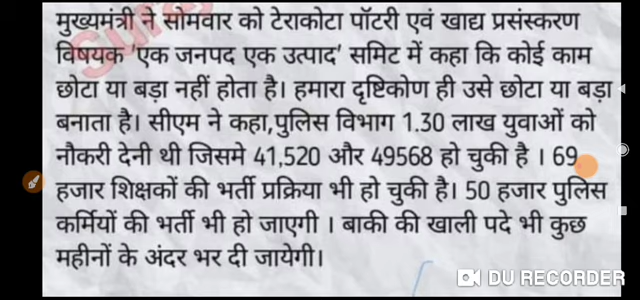 मुख्यमंत्री ने सोमवार को टेराकोटा पॉटरी एवं खाद्य प्रसंस्करण
विषयक 'एक जनपद एक उत्पाद' समिट में कहा कि कोई काम
छोटा या बड़ा नहीं होता है। हमारा दृष्टिकोण ही उसे छोटा या बड़ा
बनाता है। सीएम ने कहा,पुलिस विभाग 1.30 लाख युवाओं को
नौकरी देनी थी जिसमे 41,520 और 49568 हो चुकी है । 69
हजार शिक्षकों की भर्ती प्रक्रिया भी हो चुकी है। 50 हजार पुलिस
कर्मियों की भर्ती भी हो जाएगी । बाकी की खाली पदे भी कुछ
महीनों के अंदर भर दी जायेगी।
DU RECORDER